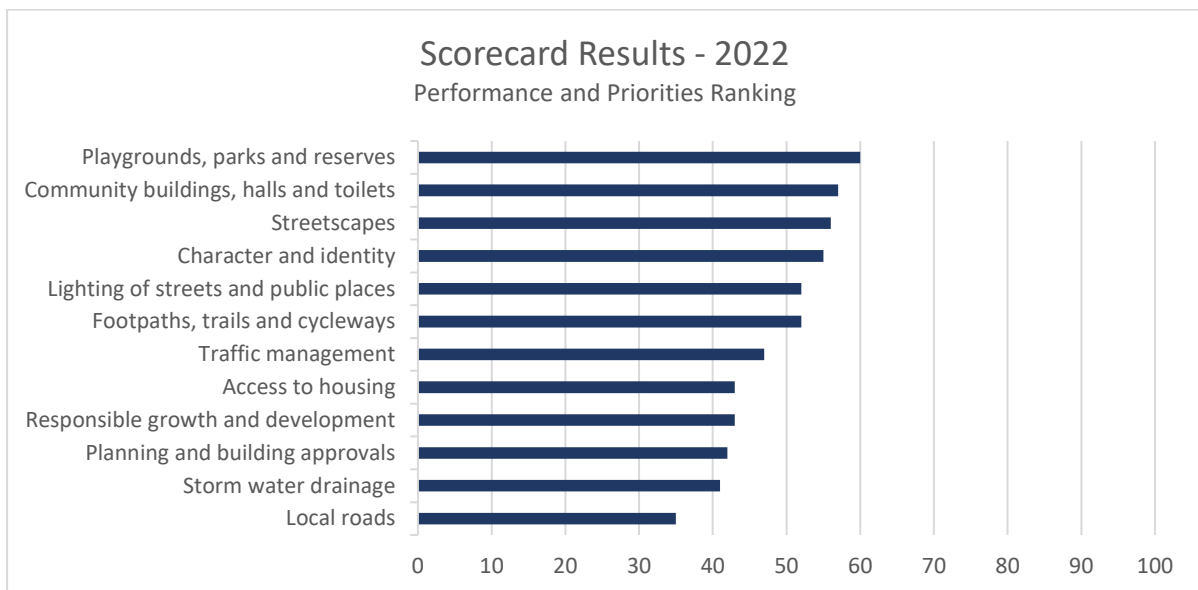 Scorecard Results - 2022
Performance and Priorities Ranking
Playgrounds, parks and reserves
Community buildings, halls and toilets
Streetscapes
Character and identity
Lighting of streets and public places
Footpaths, trails and cycleways
Traffic management
Access to housing
Responsible growth and development
Planning and building approvals
Storm water drainage
Local roads
0 10 20 30 40 50 60 70 80 90 100